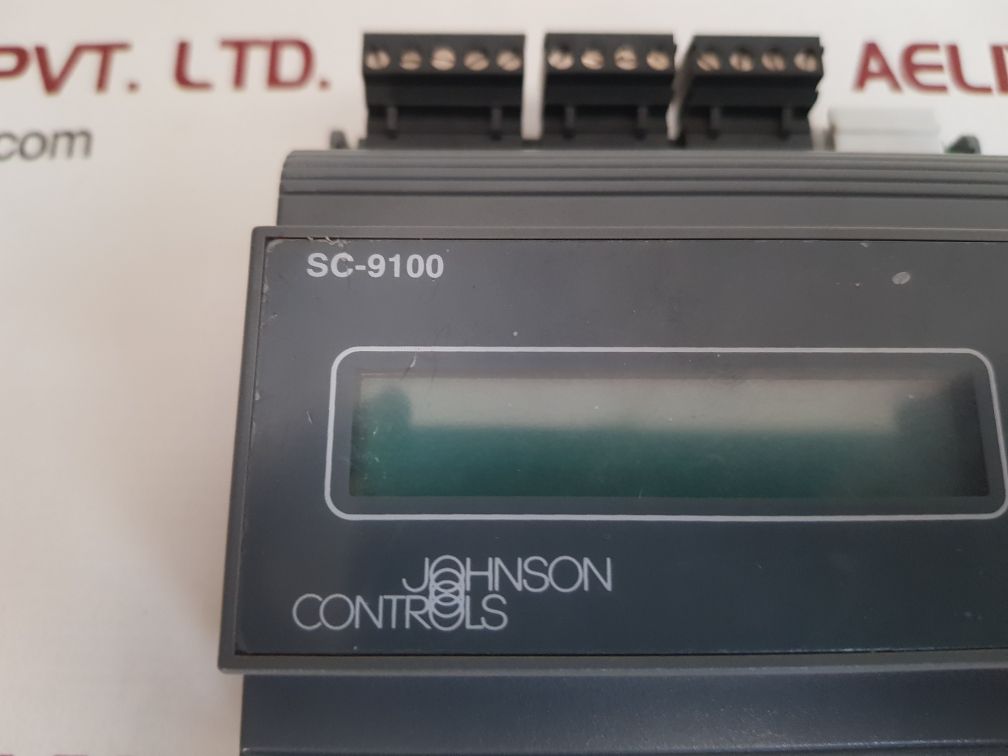 PVT. LTD.
AELI
com
SC-9100
JOHNSON
CONTROLS